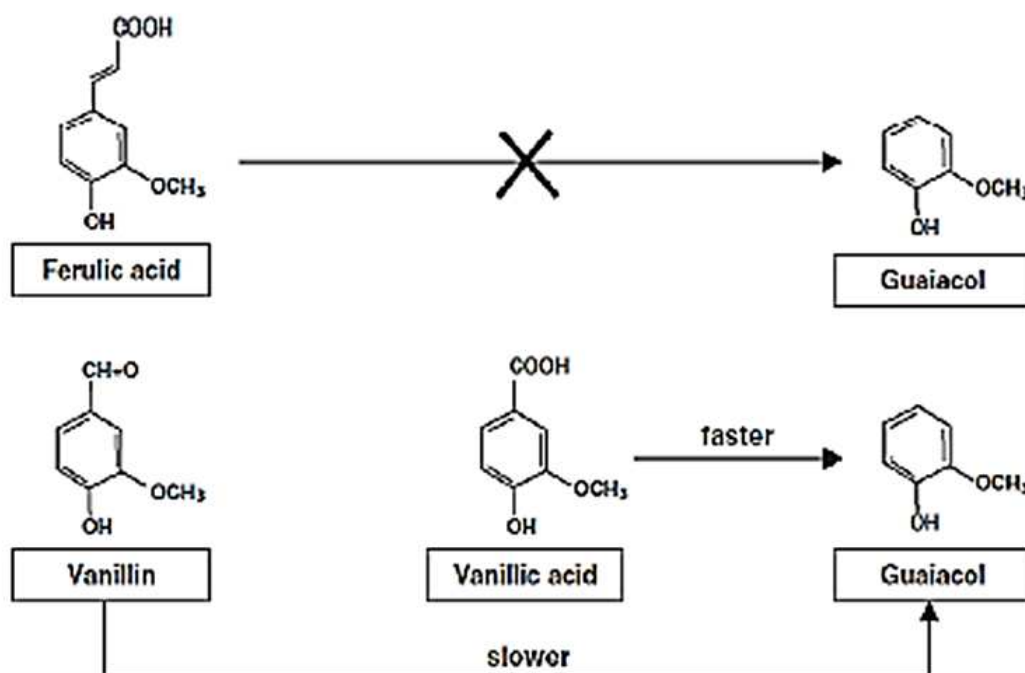 COOH
OCH₃
OH
Ferulic acid
OCH₃
OH
Guaiacol
CH=O
OCH₃
OH
Vanillin
COOH
OCH₃
OH
Vanillic acid
faster
OCH₃
OH
Guaiacol
slower